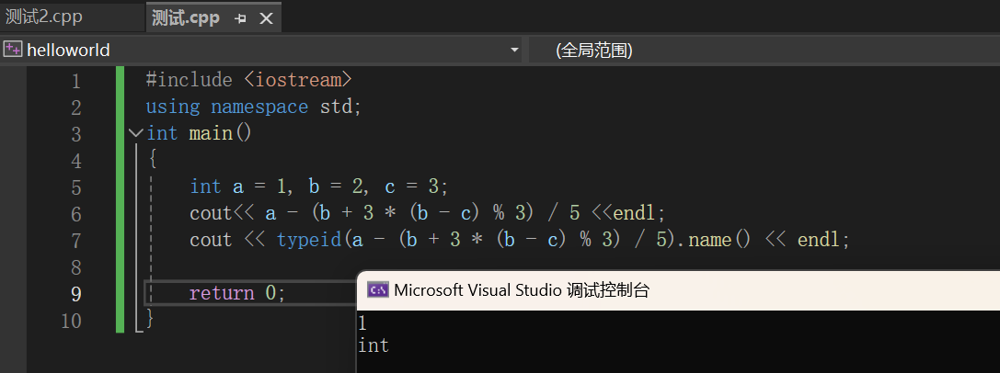 测试2.cpp 测试.cpp
helloworld (全局范围)
1 #include <iostream>
2 using namespace std;
3 int main()
4 {
5 int a = 1, b = 2, c = 3;
6 cout<< a - (b + 3 * (b - c) % 3) / 5 <<endl;
7 cout << typeid(a - (b + 3 * (b - c) % 3) / 5).name() << endl;
8
9 return 0;
10 }
C:\ Microsoft Visual Studio 调试控制台
1
int